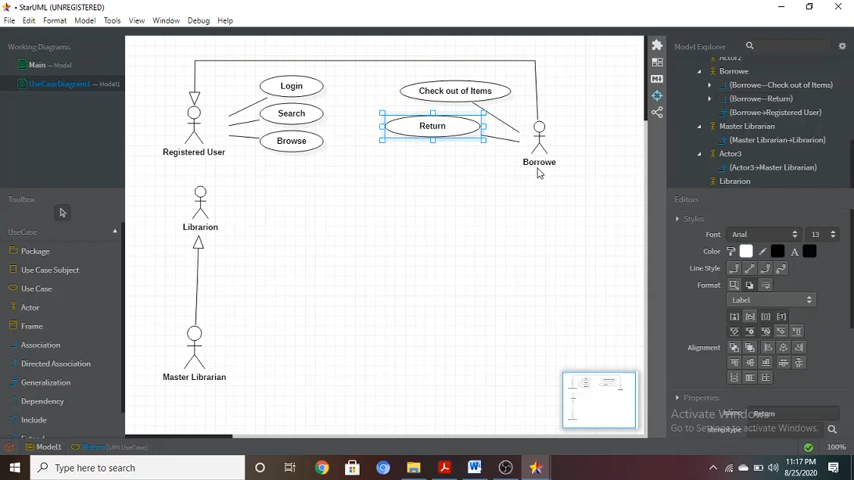 StarUML (UNREGISTERED)
File Edit Format Model Tools View Window Debug Help
Working Diagrams
Main — Model
UseCaseDiagram1 — Model1
Toolbox
UseCase
Package
Use Case Subject
Use Case
Actor
Frame
Association
Directed Association
Generalization
Dependency
Include
Login
Search
Browse
Registered User
Librarion
Master Librarian
Check out of Items
Return
Borrowe
Model Explorer
Borrowe
(Borrowe—Check out of Items)
(Borrowe—Return)
(Borrowe→Registered User)
Master Librarian
(Master Librarian→Librarion)
Actor3
(Actor3→Master Librarian)
Librarion
Editors
Styles
Font Arial 13
Color A
Line Style
Format
Label
Alignment
Properties
Activate Windows
Go to Settings to activate Windows.
Return
Model1
Return (UMLUseCase)
100%
Type here to search
11:17 PM
8/25/2020